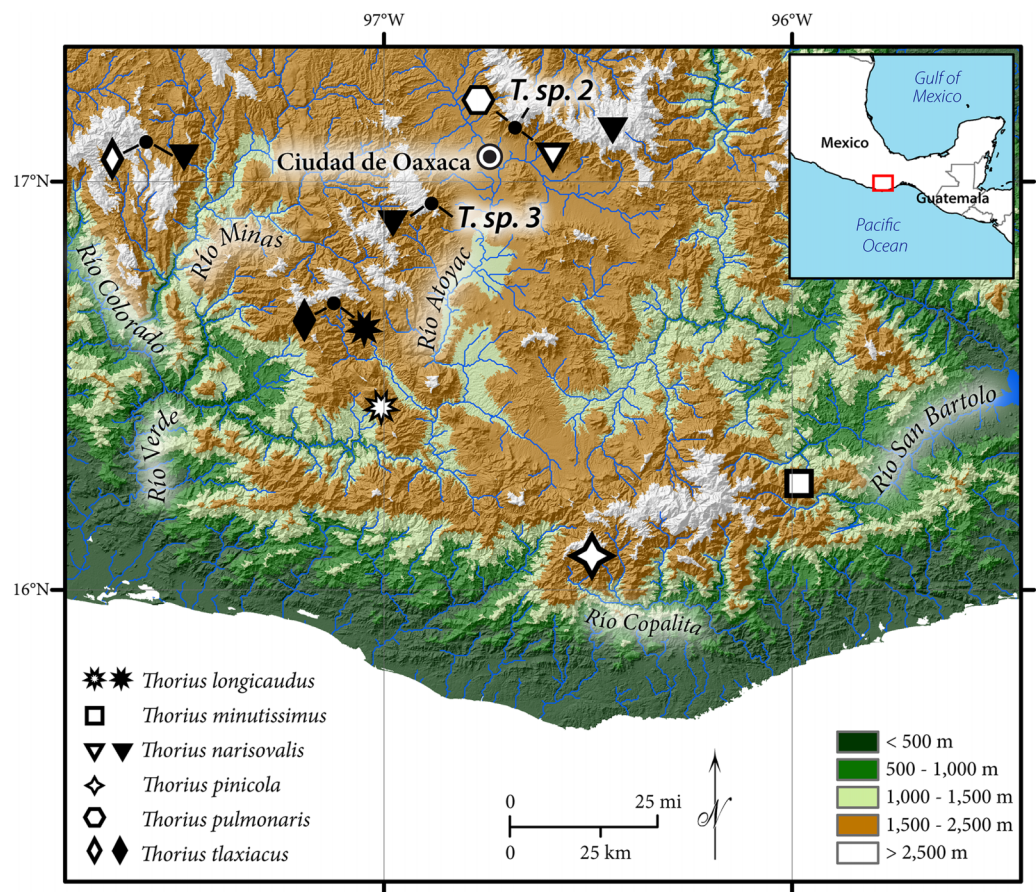 97°W
96°W
Gulf of
Mexico
Mexico
Guatemala
Pacific
Ocean
T. sp. 2
Ciudad de Oaxaca
17°N
T. sp. 3
Río Minas
Río Atoyac
Río Colorado
Río Verde
Río San Bartolo
16°N
Río Copalita
Thorius longicaudus
Thorius minutissimus
Thorius narisovalis
Thorius pinicola
Thorius pulmonaris
Thorius tlaxiacus
0 25 mi
0 25 km
N
< 500 m
500 - 1,000 m
1,000 - 1,500 m
1,500 - 2,500 m
> 2,500 m